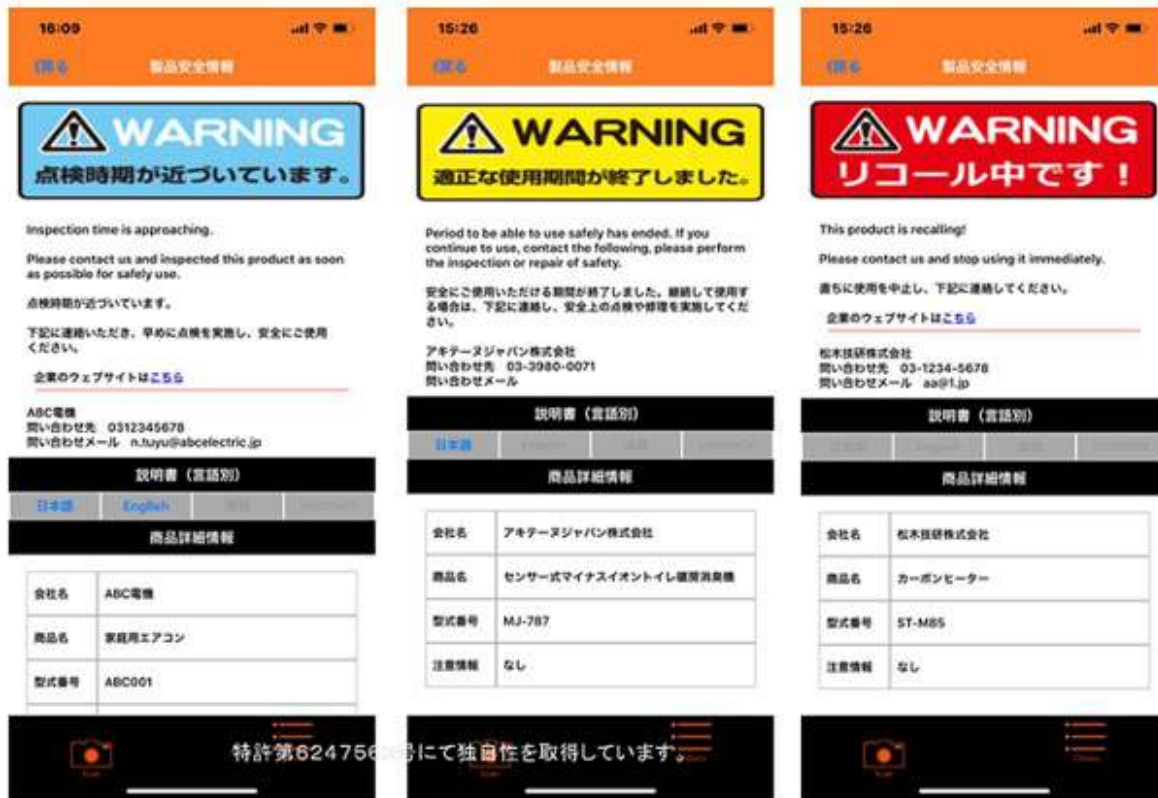 16:09
製品安全情報
WARNING
点検時期が近づいています。
Inspection time is approaching.
Please contact us and inspected this product as soon
as possible for safely use.
点検時期が近づいています。
下記に連絡いただき、早めに点検を実施し、安全にご使用
ください。
企業のウェブサイトはこちら
ABC電機
問い合わせ先 0312345678
問い合わせメール n.tuyu@abcelectric.jp
説明書（言語別）
日本語 English
商品詳細情報
会社名 ABC電機
商品名 家庭用エアコン
型式番号 ABC001
15:26
製品安全情報
WARNING
適正な使用期間が終了しました。
Period to be able to use safely has ended. If you
continue to use, contact the following, please perform
the inspection or repair of safety.
安全にご使用いただける期間が終了しました。継続して使用す
る場合は、下記に連絡し、安全上の点検や修理を実施してくだ
さい。
アキテーヌジャパン株式会社
問い合わせ先 03-3980-0071
問い合わせメール
説明書（言語別）
日本語 English
商品詳細情報
会社名 アキテーヌジャパン株式会社
商品名 センサー式マイナスイオントイレ暖房消臭機
型式番号 MJ-787
注意情報 なし
15:26
製品安全情報
WARNING
リコール中です！
This product is recalling!
Please contact us and stop using it immediately.
直ちに使用を中止し、下記に連絡してください。
企業のウェブサイトはこちら
松木技研株式会社
問い合わせ先 03-1234-5678
問い合わせメール aa@1.jp
説明書（言語別）
日本語 English
商品詳細情報
会社名 松木技研株式会社
商品名 カーボンヒーター
型式番号 ST-M85
注意情報 なし
にて独自性を取得しています。